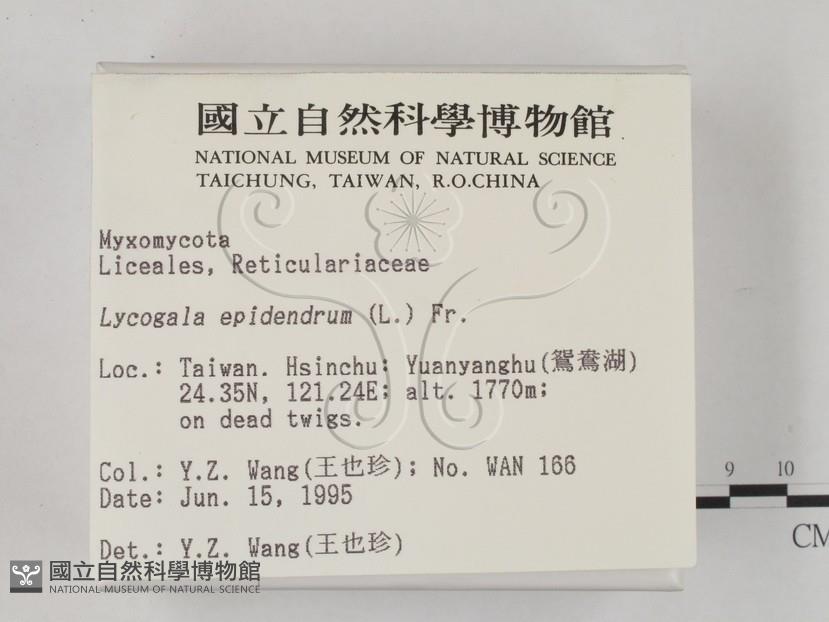 國立自然科學博物館
NATIONAL MUSEUM OF NATURAL SCIENCE
TAICHUNG, TAIWAN, R.O.CHINA
Myxomycota
Liceales, Reticulariaceae
Lycogala epidendrum (L.) Fr.
Loc.: Taiwan. Hsinchu: Yuanyanghu(鴛鴦湖)
24.35N, 121.24E; alt. 1770m;
on dead twigs.
Col.: Y.Z. Wang(王也珍); No. WAN 166
Date: Jun. 15, 1995
Det.: Y.Z. Wang(王也珍)
9 10
CM
國立自然科學博物館
NATIONAL MUSEUM OF NATURAL SCIENCE